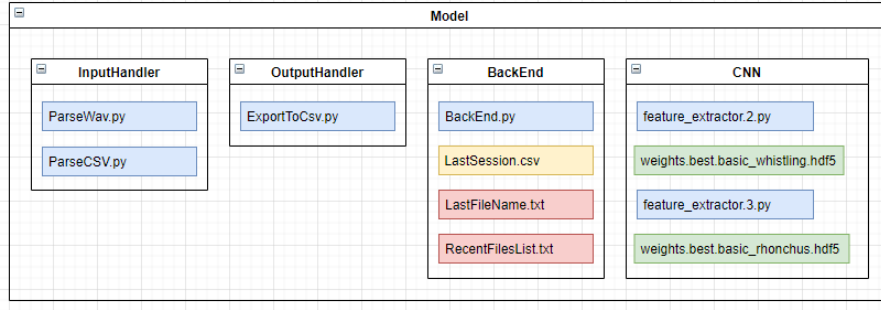 Model
InputHandler
ParseWav.py
ParseCSV.py
OutputHandler
ExportToCsv.py
BackEnd
BackEnd.py
LastSession.csv
LastFileName.txt
RecentFilesList.txt
CNN
feature_extractor.2.py
weights.best.basic_whistling.hdf5
feature_extractor.3.py
weights.best.basic_rhonchus.hdf5